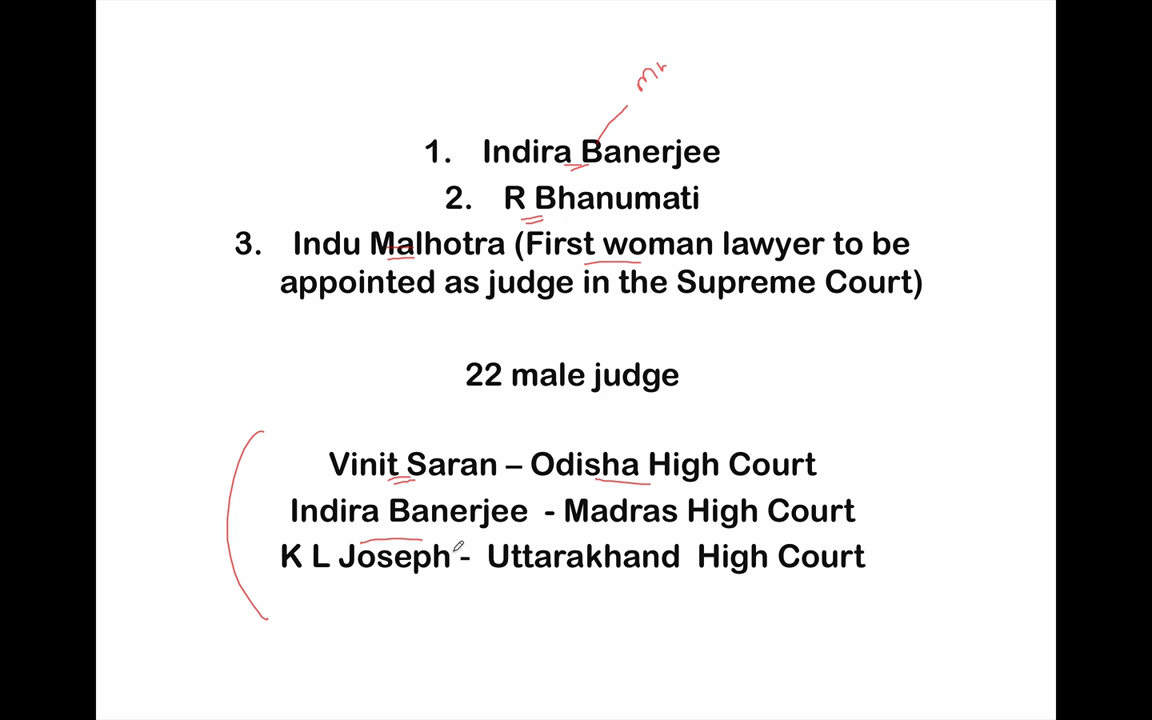 1. Indira Banerjee
2. R Bhanumati
3. Indu Malhotra (First woman lawyer to be
appointed as judge in the Supreme Court)
22 male judge
Vinit Saran – Odisha High Court
Indira Banerjee - Madras High Court
K L Joseph - Uttarakhand High Court